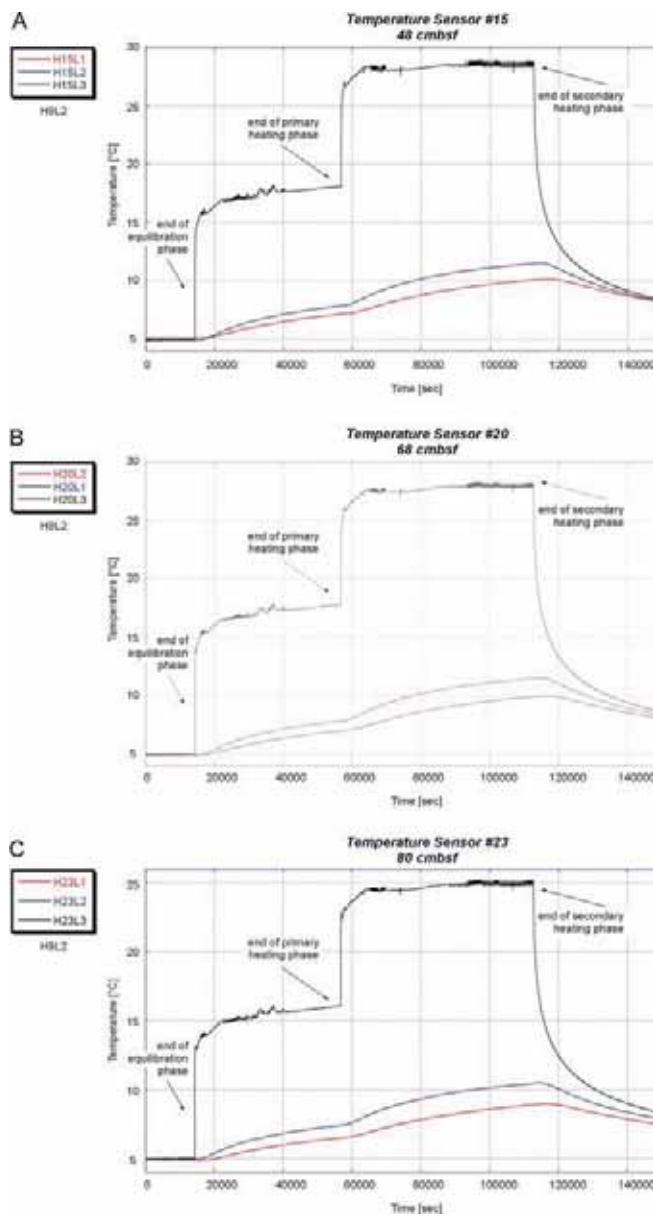 A
Temperature Sensor #15
48 cmbsf
H15L1
H15L2
H15L3
H9L2
30
25
20
15
10
5
Temperature [°C]
end of primary
heating phase
end of secondary
heating phase
end of
equilibration
phase
0
20000
40000
60000
80000
100000
120000
140000
Time [sec]
B
Temperature Sensor #20
68 cmbsf
H20L2
H20L1
H20L3
H9L2
30
25
20
15
10
5
Temperature [°C]
end of primary
heating phase
end of secondary
heating phase
end of
equilibration
phase
0
20000
40000
60000
80000
100000
120000
140000
Time [sec]
C
Temperature Sensor #23
80 cmbsf
H23L1
H23L2
H23L3
H9L2
25
20
15
10
5
Temperature [°C]
end of primary
heating phase
end of secondary
heating phase
end of
equilibration
phase
0
20000
40000
60000
80000
100000
120000
140000
Time [sec]